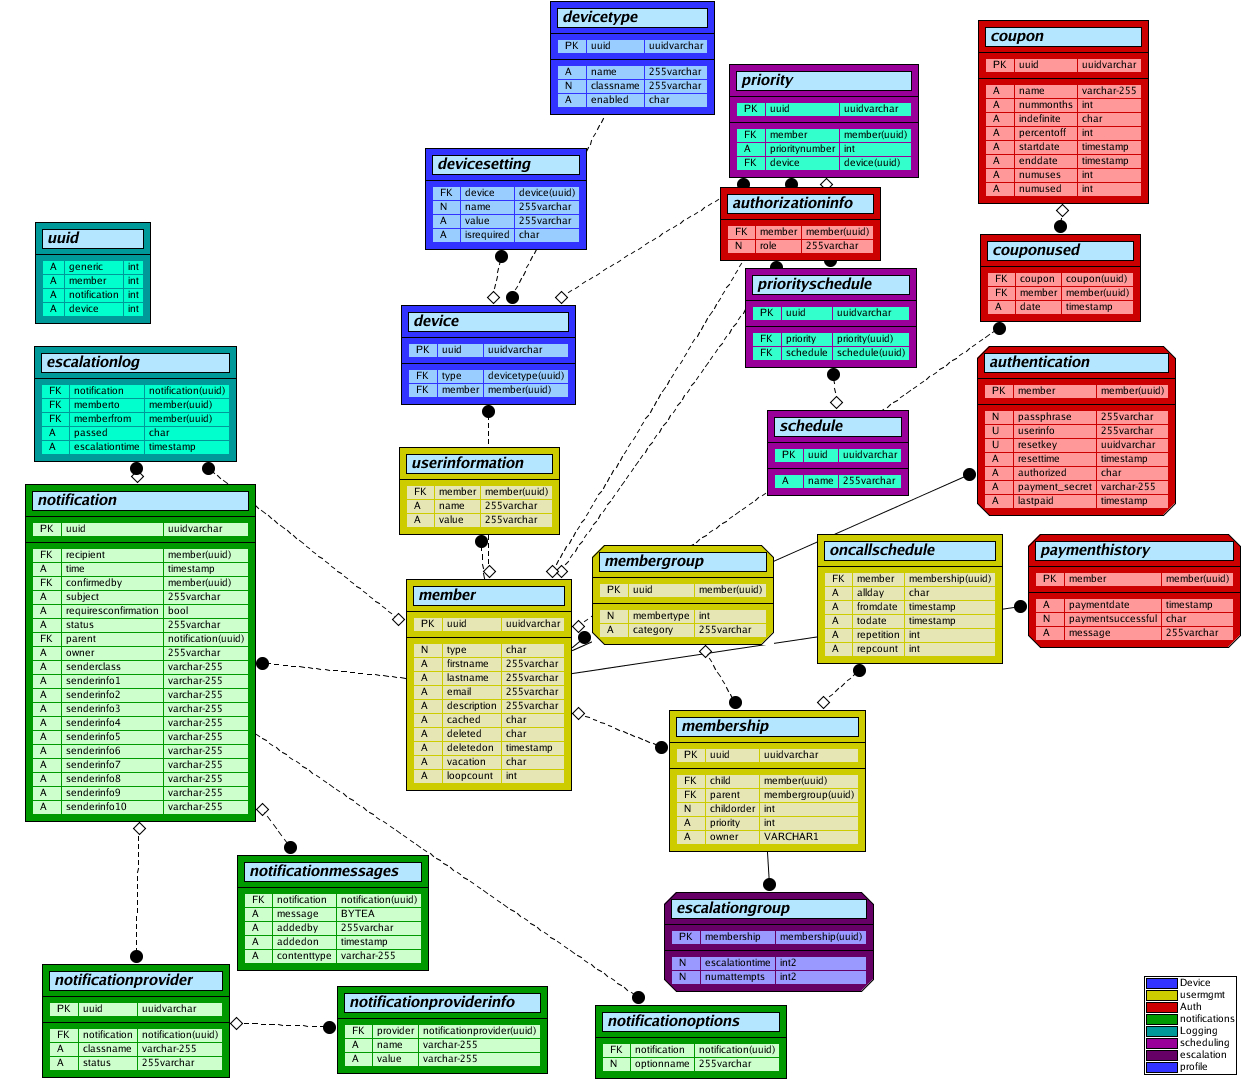 devicetype
PK uuid uuidvarchar
A name 255varchar
N classname 255varchar
A enabled char
coupon
PK uuid uuidvarchar
A name varchar-255
A nummonths int
A indefinite char
A percentoff int
A startdate timestamp
A enddate timestamp
A numuses int
A numused int
priority
PK uuid uuidvarchar
FK member member(uuid)
A prioritynumber int
FK device device(uuid)
devicesetting
FK device device(uuid)
N name 255varchar
A value 255varchar
A isrequired char
authorizationinfo
FK member member(uuid)
N role 255varchar
uuid
A generic int
A member int
A notification int
A device int
couponused
FK coupon coupon(uuid)
FK member member(uuid)
A date timestamp
priorityschedule
PK uuid uuidvarchar
FK priority priority(uuid)
FK schedule schedule(uuid)
device
PK uuid uuidvarchar
FK type devicetype(uuid)
FK member member(uuid)
escalationlog
FK notification notification(uuid)
FK memberto member(uuid)
FK memberfrom member(uuid)
A passed char
A escalationtime timestamp
authentication
PK member member(uuid)
N passphrase 255varchar
U userinfo 255varchar
U resetkey uuidvarchar
A resettime timestamp
A authorized char
A payment_secret varchar-255
A lastpaid timestamp
schedule
PK uuid uuidvarchar
A name 255varchar
userinformation
FK member member(uuid)
A name 255varchar
A value 255varchar
notification
PK uuid uuidvarchar
FK recipient member(uuid)
A time timestamp
FK confirmedby member(uuid)
A subject 255varchar
A requiresconfirmation bool
A status 255varchar
FK parent notification(uuid)
A owner 255varchar
A senderclass varchar-255
A senderinfo1 varchar-255
A senderinfo2 varchar-255
A senderinfo3 varchar-255
A senderinfo4 varchar-255
A senderinfo5 varchar-255
A senderinfo6 varchar-255
A senderinfo7 varchar-255
A senderinfo8 varchar-255
A senderinfo9 varchar-255
A senderinfo10 varchar-255
member
PK uuid uuidvarchar
N type char
A firstname 255varchar
A lastname 255varchar
A email 255varchar
A description 255varchar
A cached char
A deleted char
A deletedon timestamp
A vacation char
A loopcount int
membergroup
PK uuid member(uuid)
N membertype int
A category 255varchar
oncallschedule
FK member membership(uuid)
A allday char
A fromdate timestamp
A todate timestamp
A repetition int
A repcount int
paymenthistory
PK member member(uuid)
A paymentdate timestamp
N paymentsuccessful char
A message 255varchar
membership
PK uuid uuidvarchar
FK child member(uuid)
FK parent membergroup(uuid)
N childorder int
A priority int
A owner VARCHAR1
notificationmessages
FK notification notification(uuid)
A message BYTEA
A addedby 255varchar
A addedon timestamp
A contenttype varchar-255
escalationgroup
PK membership membership(uuid)
N escalationtime int2
N numattempts int2
notificationprovider
PK uuid uuidvarchar
FK notification notification(uuid)
A classname varchar-255
A status 255varchar
notificationproviderinfo
FK provider notificationprovider(uuid)
A name varchar-255
A value varchar-255
notificationoptions
FK notification notification(uuid)
N optionname 255varchar
Device
usermgmt
Auth
notifications
Logging
scheduling
escalation
profile